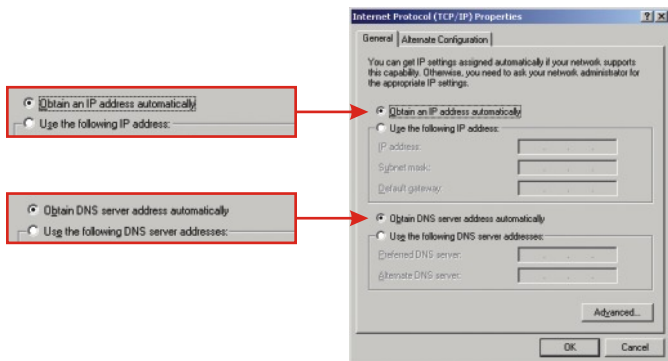 Internet Protocol (TCP/IP) Properties
General
Alternate Configuration
You can get IP settings assigned automatically if your network supports
this capability. Otherwise, you need to ask your network administrator for
the appropriate IP settings.
Obtain an IP address automatically
Use the following IP address:
Obtain an IP address automatically
Use the following IP address:
IP address:
Subnet mask:
Default gateway:
Obtain DNS server address automatically
Use the following DNS server addresses:
Obtain DNS server address automatically
Use the following DNS server addresses:
Preferred DNS server:
Alternate DNS server:
Advanced...
OK
Cancel